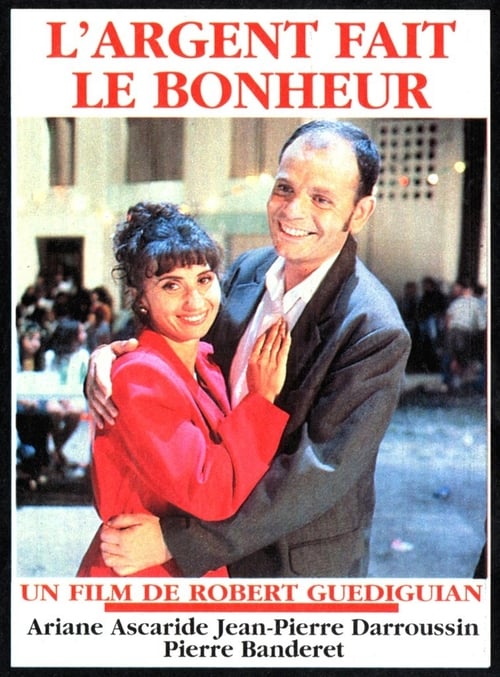 L'ARGENT FAIT
LE BONHEUR
UN FILM DE ROBERT GUEDIGUIAN
Ariane Ascaride Jean-Pierre Darroussin
Pierre Banderet